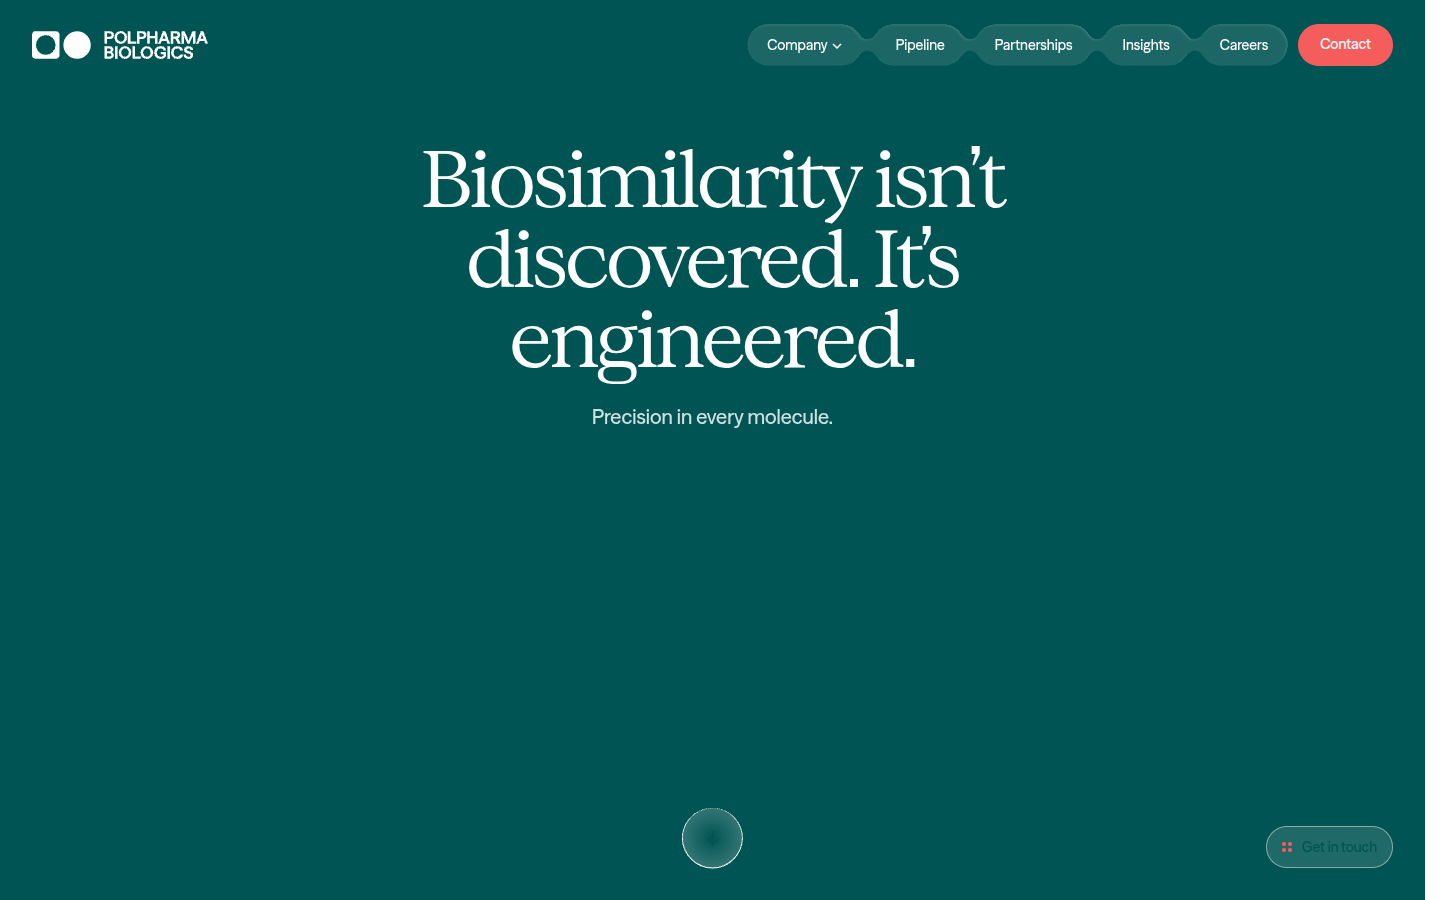 POLPHARMA
BIOLOGICS
Company
Pipeline
Partnerships
Insights
Careers
Contact
Biosimilarity isn’t
discovered. It’s
engineered.
Precision in every molecule.
Get in touch